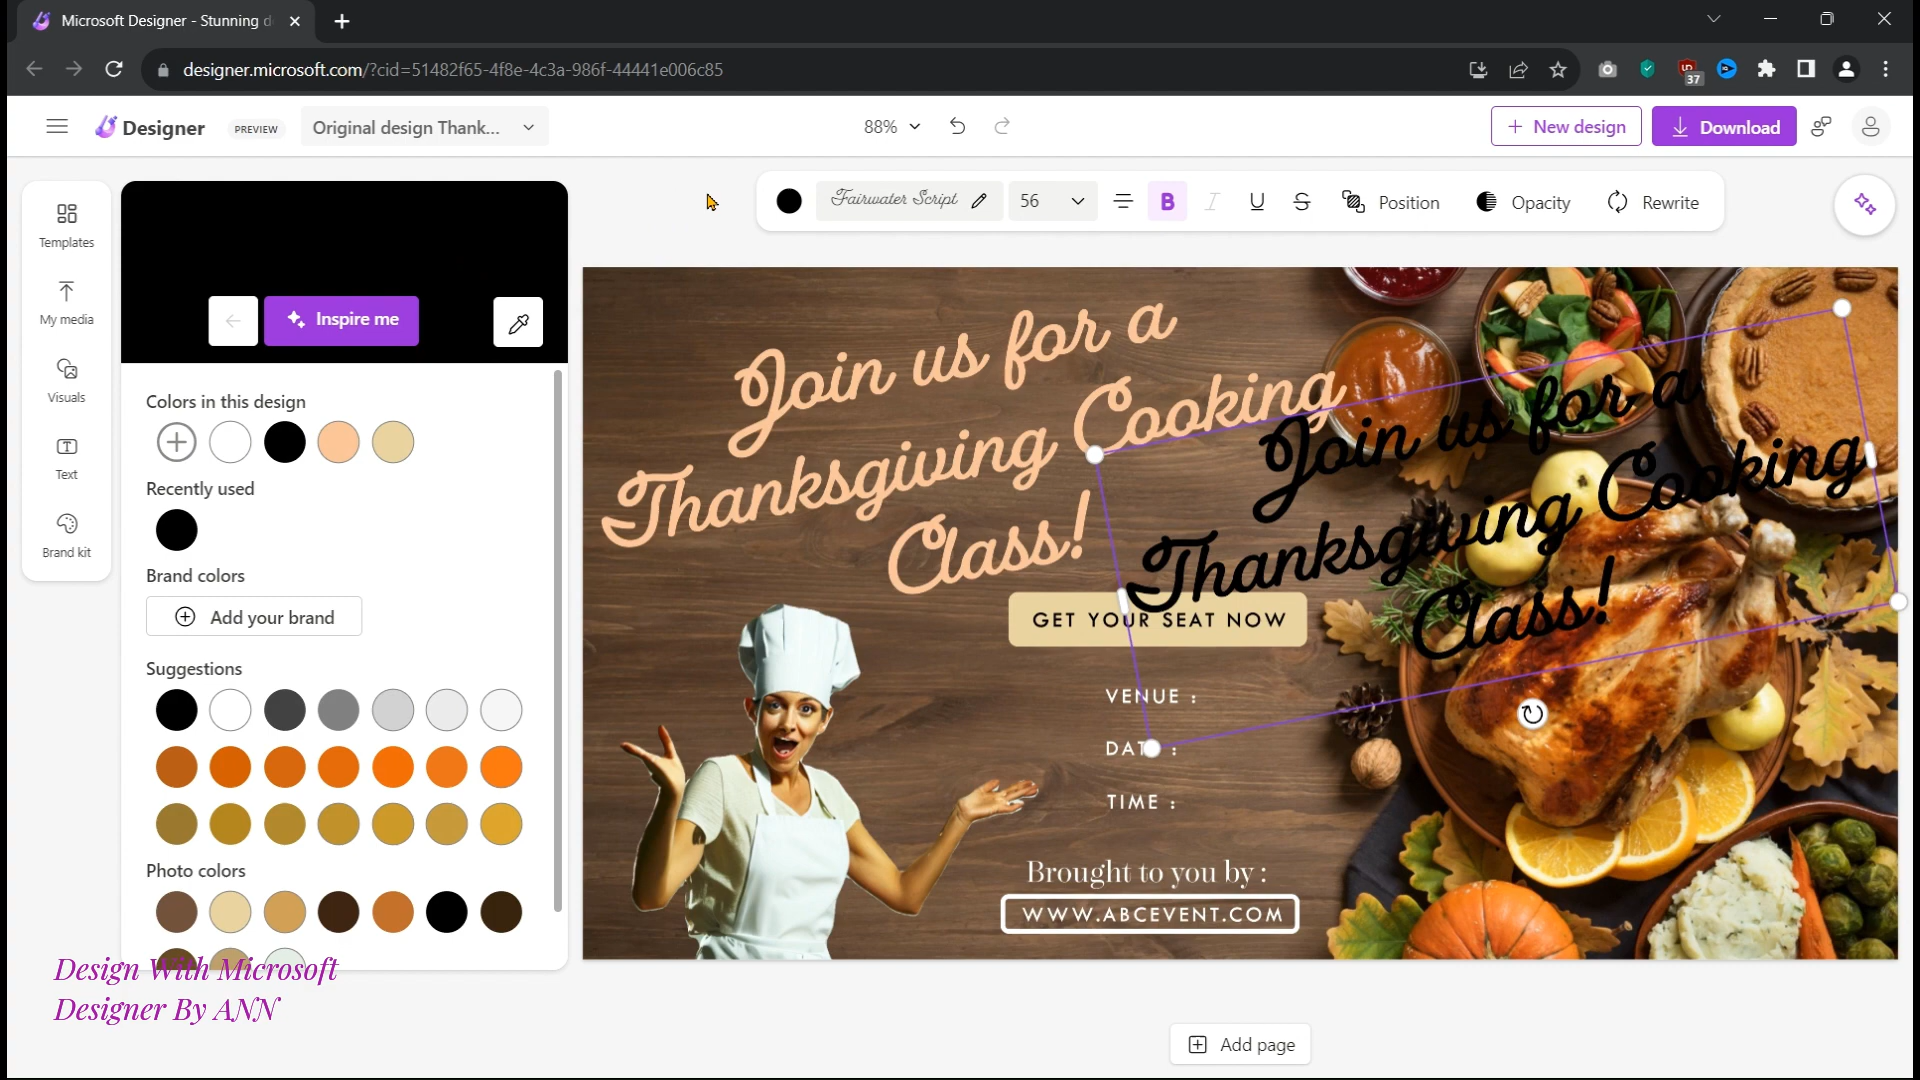 Microsoft Designer - Stunning d
designer.microsoft.com/?cid=51482f65-4f8e-4c3a-986f-44441e006c85
37
Designer PREVIEW Original design Thank... 88% + New design Download
Templates
My media
Visuals
Text
Brand kit
Inspire me
Colors in this design
Recently used
Brand colors
Add your brand
Suggestions
Photo colors
Fairwater Script 56 B I U S Position Opacity Rewrite
Join us for a
Thanksgiving Cooking
Class!
Join us for a
Thanksgiving Cooking
Class!
GET YOUR SEAT NOW
VENUE :
DATE :
TIME :
Brought to you by :
WWW.ABCEVENT.COM
Design With Microsoft
Designer By ANN
Add page